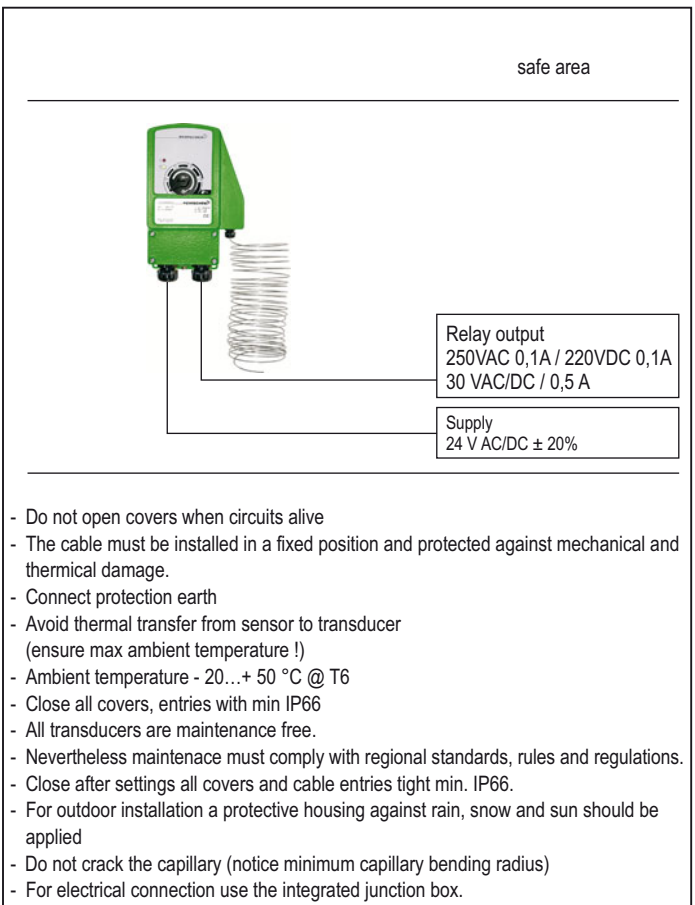 safe area
Relay output
250VAC 0,1A / 220VDC 0,1A
30 VAC/DC / 0,5 A
Supply
24 V AC/DC ± 20%
- Do not open covers when circuits alive
- The cable must be installed in a fixed position and protected against mechanical and
thermical damage.
- Connect protection earth
- Avoid thermal transfer from sensor to transducer
(ensure max ambient temperature !)
- Ambient temperature - 20…+ 50 °C @ T6
- Close all covers, entries with min IP66
- All transducers are maintenance free.
- Nevertheless maintenace must comply with regional standards, rules and regulations.
- Close after settings all covers and cable entries tight min. IP66.
- For outdoor installation a protective housing against rain, snow and sun should be
applied
- Do not crack the capillary (notice minimum capillary bending radius)
- For electrical connection use the integrated junction box.